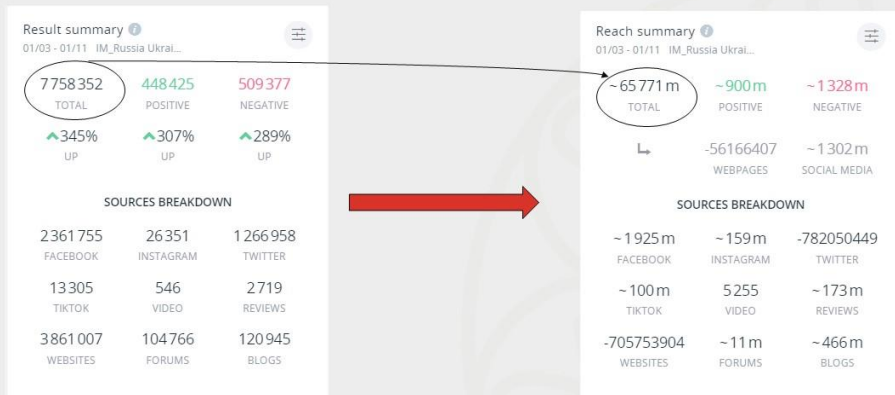 Result summary
01/03 - 01/11 IM_Russia Ukrai...
7758352 448425 509377
TOTAL POSITIVE NEGATIVE
345% 307% 289%
UP UP UP
SOURCES BREAKDOWN
2361755 26351 1266958
FACEBOOK INSTAGRAM TWITTER
13305 546 2719
TIKTOK VIDEO REVIEWS
3861007 104766 120945
WEBSITES FORUMS BLOGS
Reach summary
01/03 - 01/11 IM_Russia Ukrai...
~65771m ~900m ~1328m
TOTAL POSITIVE NEGATIVE
-56166407 ~1302m
WEBPAGES SOCIAL MEDIA
SOURCES BREAKDOWN
~1925m ~159m -782050449
FACEBOOK INSTAGRAM TWITTER
~100m 5255 ~173m
TIKTOK VIDEO REVIEWS
-705753904 ~11m ~466m
WEBSITES FORUMS BLOGS